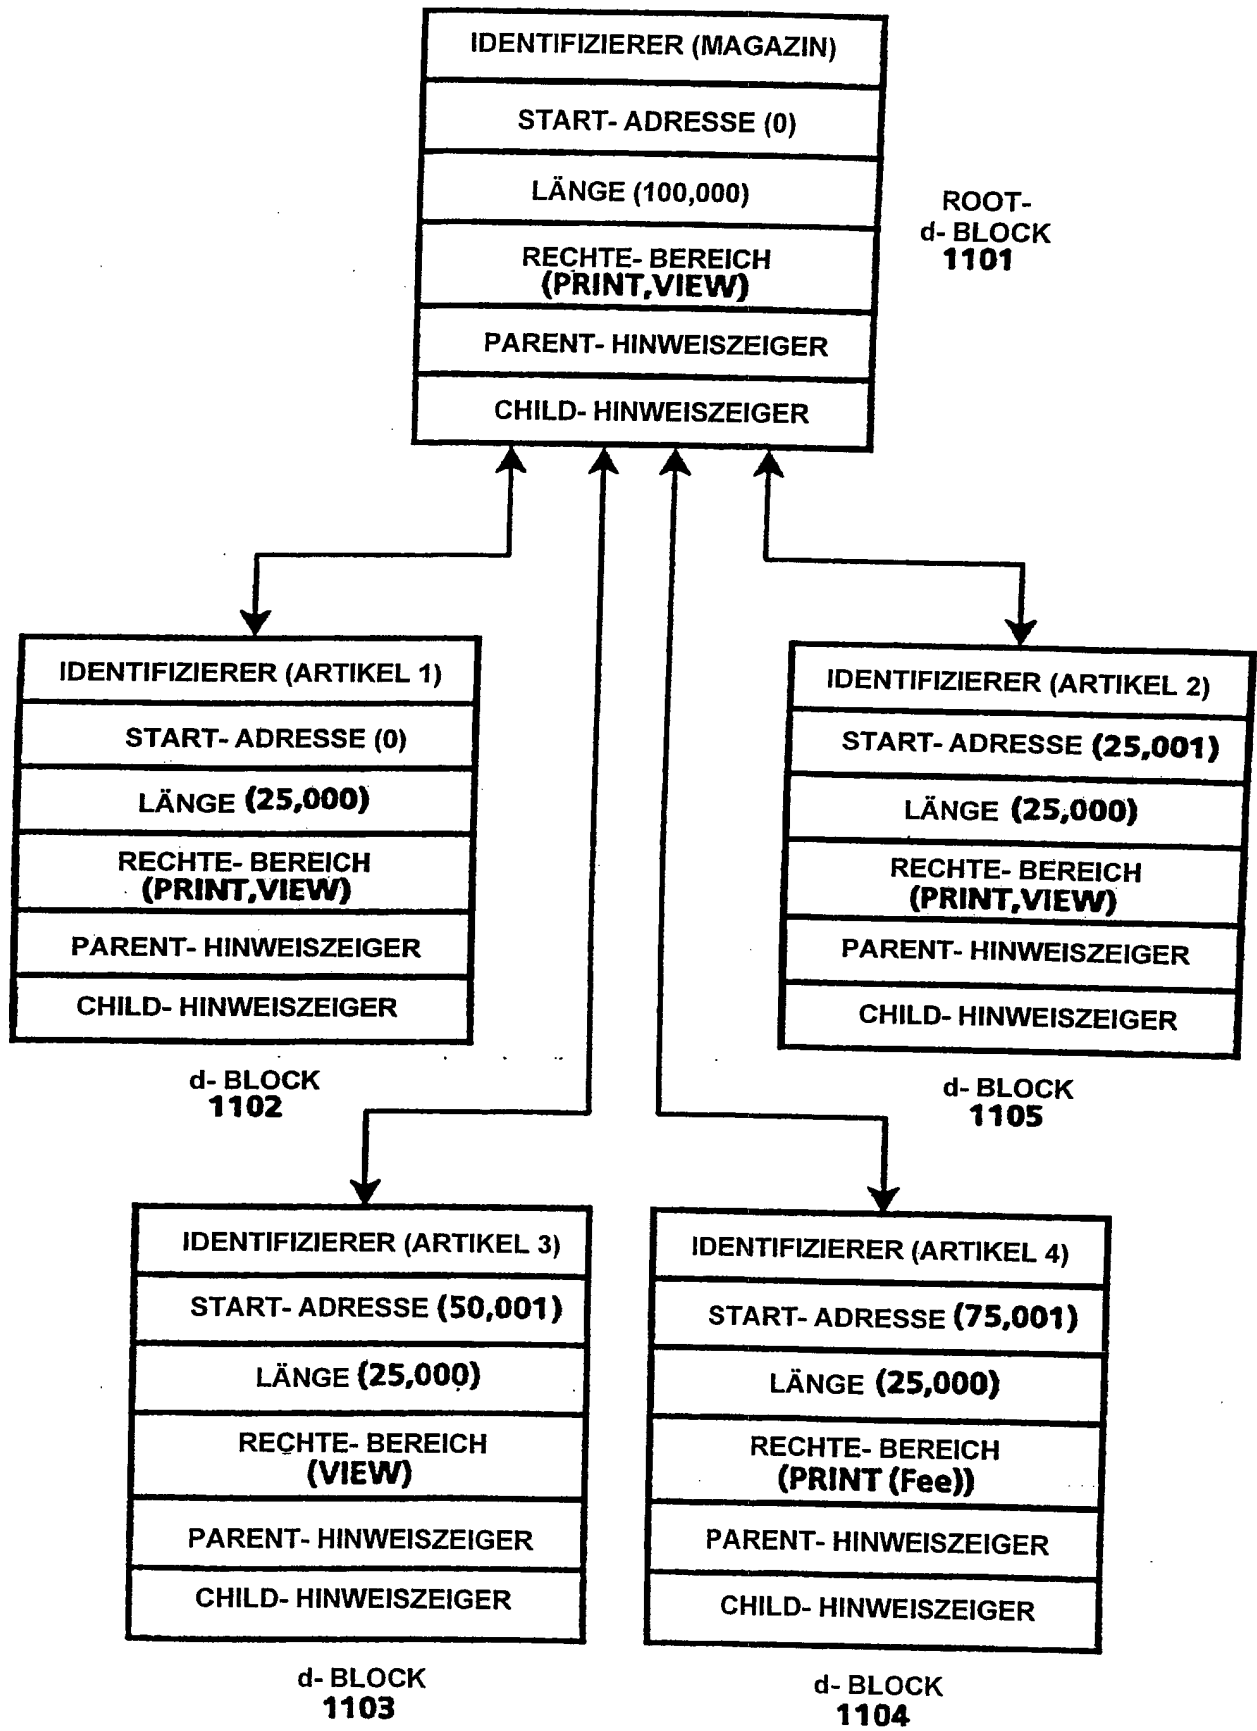 IDENTIFIZIERER (MAGAZIN)
START- ADRESSE (0)
LÄNGE (100,000)
RECHTE- BEREICH
(PRINT,VIEW)
PARENT- HINWEISZEIGER
CHILD- HINWEISZEIGER
ROOT-
d- BLOCK
1101
IDENTIFIZIERER (ARTIKEL 1)
START- ADRESSE (0)
LÄNGE (25,000)
RECHTE- BEREICH
(PRINT,VIEW)
PARENT- HINWEISZEIGER
CHILD- HINWEISZEIGER
d- BLOCK
1102
IDENTIFIZIERER (ARTIKEL 2)
START- ADRESSE (25,001)
LÄNGE (25,000)
RECHTE- BEREICH
(PRINT,VIEW)
PARENT- HINWEISZEIGER
CHILD- HINWEISZEIGER
d- BLOCK
1105
IDENTIFIZIERER (ARTIKEL 3)
START- ADRESSE (50,001)
LÄNGE (25,000)
RECHTE- BEREICH
(VIEW)
PARENT- HINWEISZEIGER
CHILD- HINWEISZEIGER
d- BLOCK
1103
IDENTIFIZIERER (ARTIKEL 4)
START- ADRESSE (75,001)
LÄNGE (25,000)
RECHTE- BEREICH
(PRINT (Fee))
PARENT- HINWEISZEIGER
CHILD- HINWEISZEIGER
d- BLOCK
1104